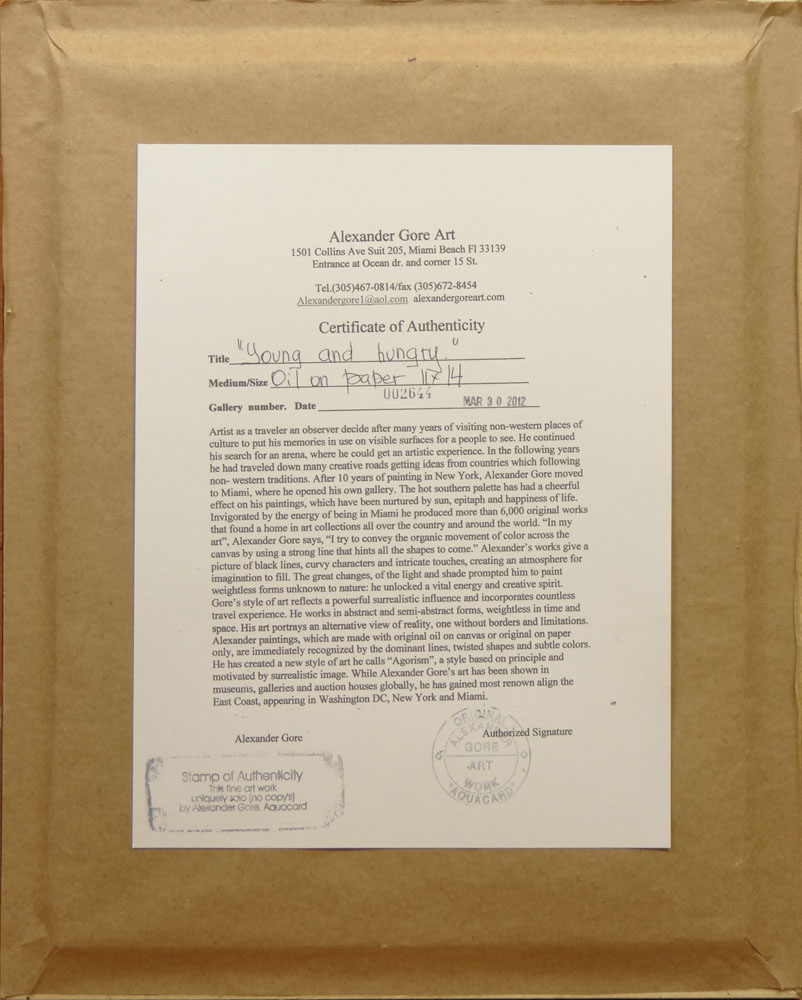 Alexander Gore Art
1501 Collins Ave Suit 205, Miami Beach Fl 33139
Entrance at Ocean dr. and corner 15 St.
Tel.(305)467-0814/fax (305)672-8454
Alexandergore1@aol.com alexandergoreart.com
Certificate of Authenticity
Title "Young and hungry"
Medium/Size Oil on paper 11x14
002644
Gallery number. Date MAR 30 2012
Artist as a traveler an observer decide after many years of visiting non-western places of
culture to put his memories in use on visible surfaces for a people to see. He continued
his search for an arena, where he could get an artistic experience. In the following years
he had traveled down many creative roads getting ideas from countries which following
non- western traditions. After 10 years of painting in New York, Alexander Gore moved
to Miami, where he opened his own gallery. The hot southern palette has had a cheerful
effect on his paintings, which have been nurtured by sun, epitaph and happiness of life.
Invigorated by the energy of being in Miami he produced more than 6,000 original works
that found a home in art collections all over the country and around the world. “In my
art”, Alexander Gore says, “I try to convey the organic movement of color across the
canvas by using a strong line that hints all the shapes to come.” Alexander’s works give a
picture of black lines, curvy characters and intricate touches, creating an atmosphere for
imagination to fill. The great changes, of the light and shade prompted him to paint
weightless forms unknown to nature: he unlocked a vital energy and creative spirit.
Gore’s style of art reflects a powerful surrealistic influence and incorporates countless
travel experience. He works in abstract and semi-abstract forms, weightless in time and
space. His art portrays an alternative view of reality, one without borders and limitations.
Alexander paintings, which are made with original oil on canvas or original on paper
only, are immediately recognized by the dominant lines, twisted shapes and subtle colors.
He has created a new style of art he calls “Agorism”, a style based on principle and
motivated by surrealistic image. While Alexander Gore’s art has been shown in
museums, galleries and auction houses globally, he has gained most renown align the
East Coast, appearing in Washington DC, New York and Miami.
Alexander Gore
Authorized Signature
Stamp of Authenticity
This fine art work
uniquely solo (no copy's)
by Alexander Gore. Aquacard
ORIGINAL
ALEXANDER
GORE
ART
WORK
"AQUACARD"